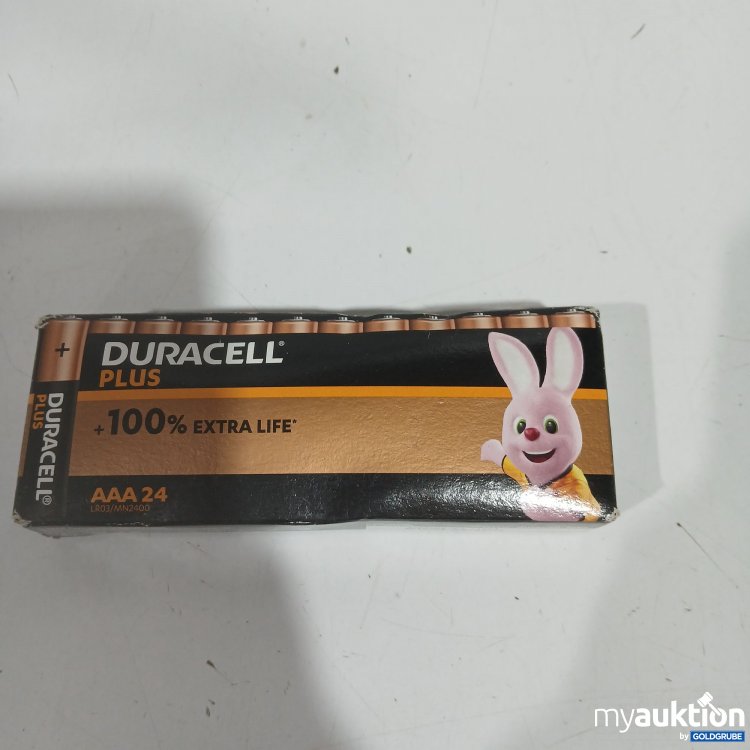 +
DURACELL®
PLUS
DURACELL®
PLUS
+100% EXTRA LIFE*
AAA 24
LR03/MN2400
myauktion
by GOLDGRUBE